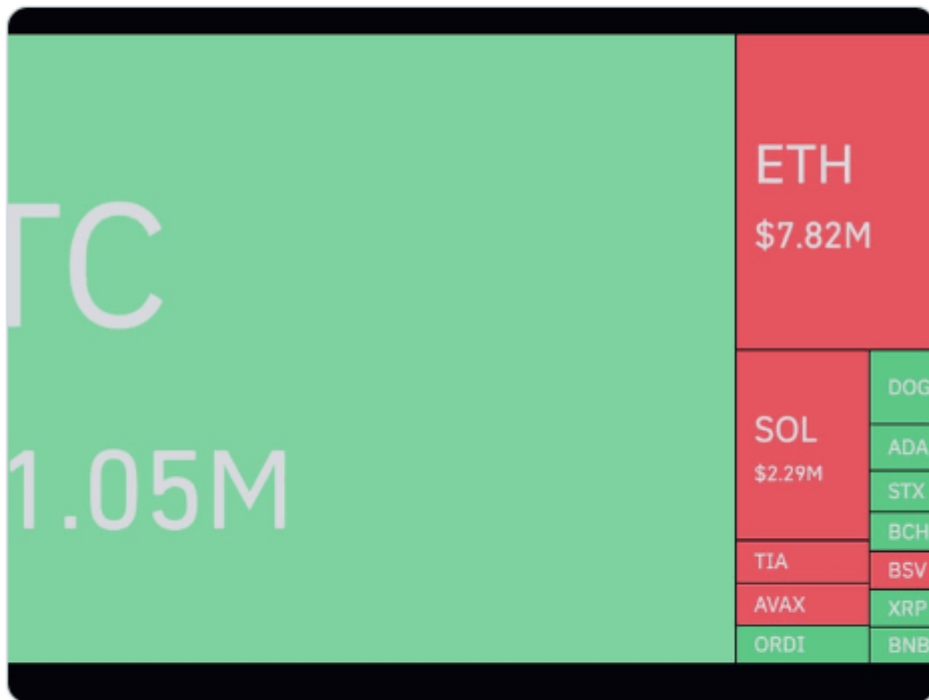 TC
1.05M
ETH
$7.82M
SOL
$2.29M
TIA
AVAX
ORDI
DOG
ADA
STX
BCH
BSV
XRP
BNB